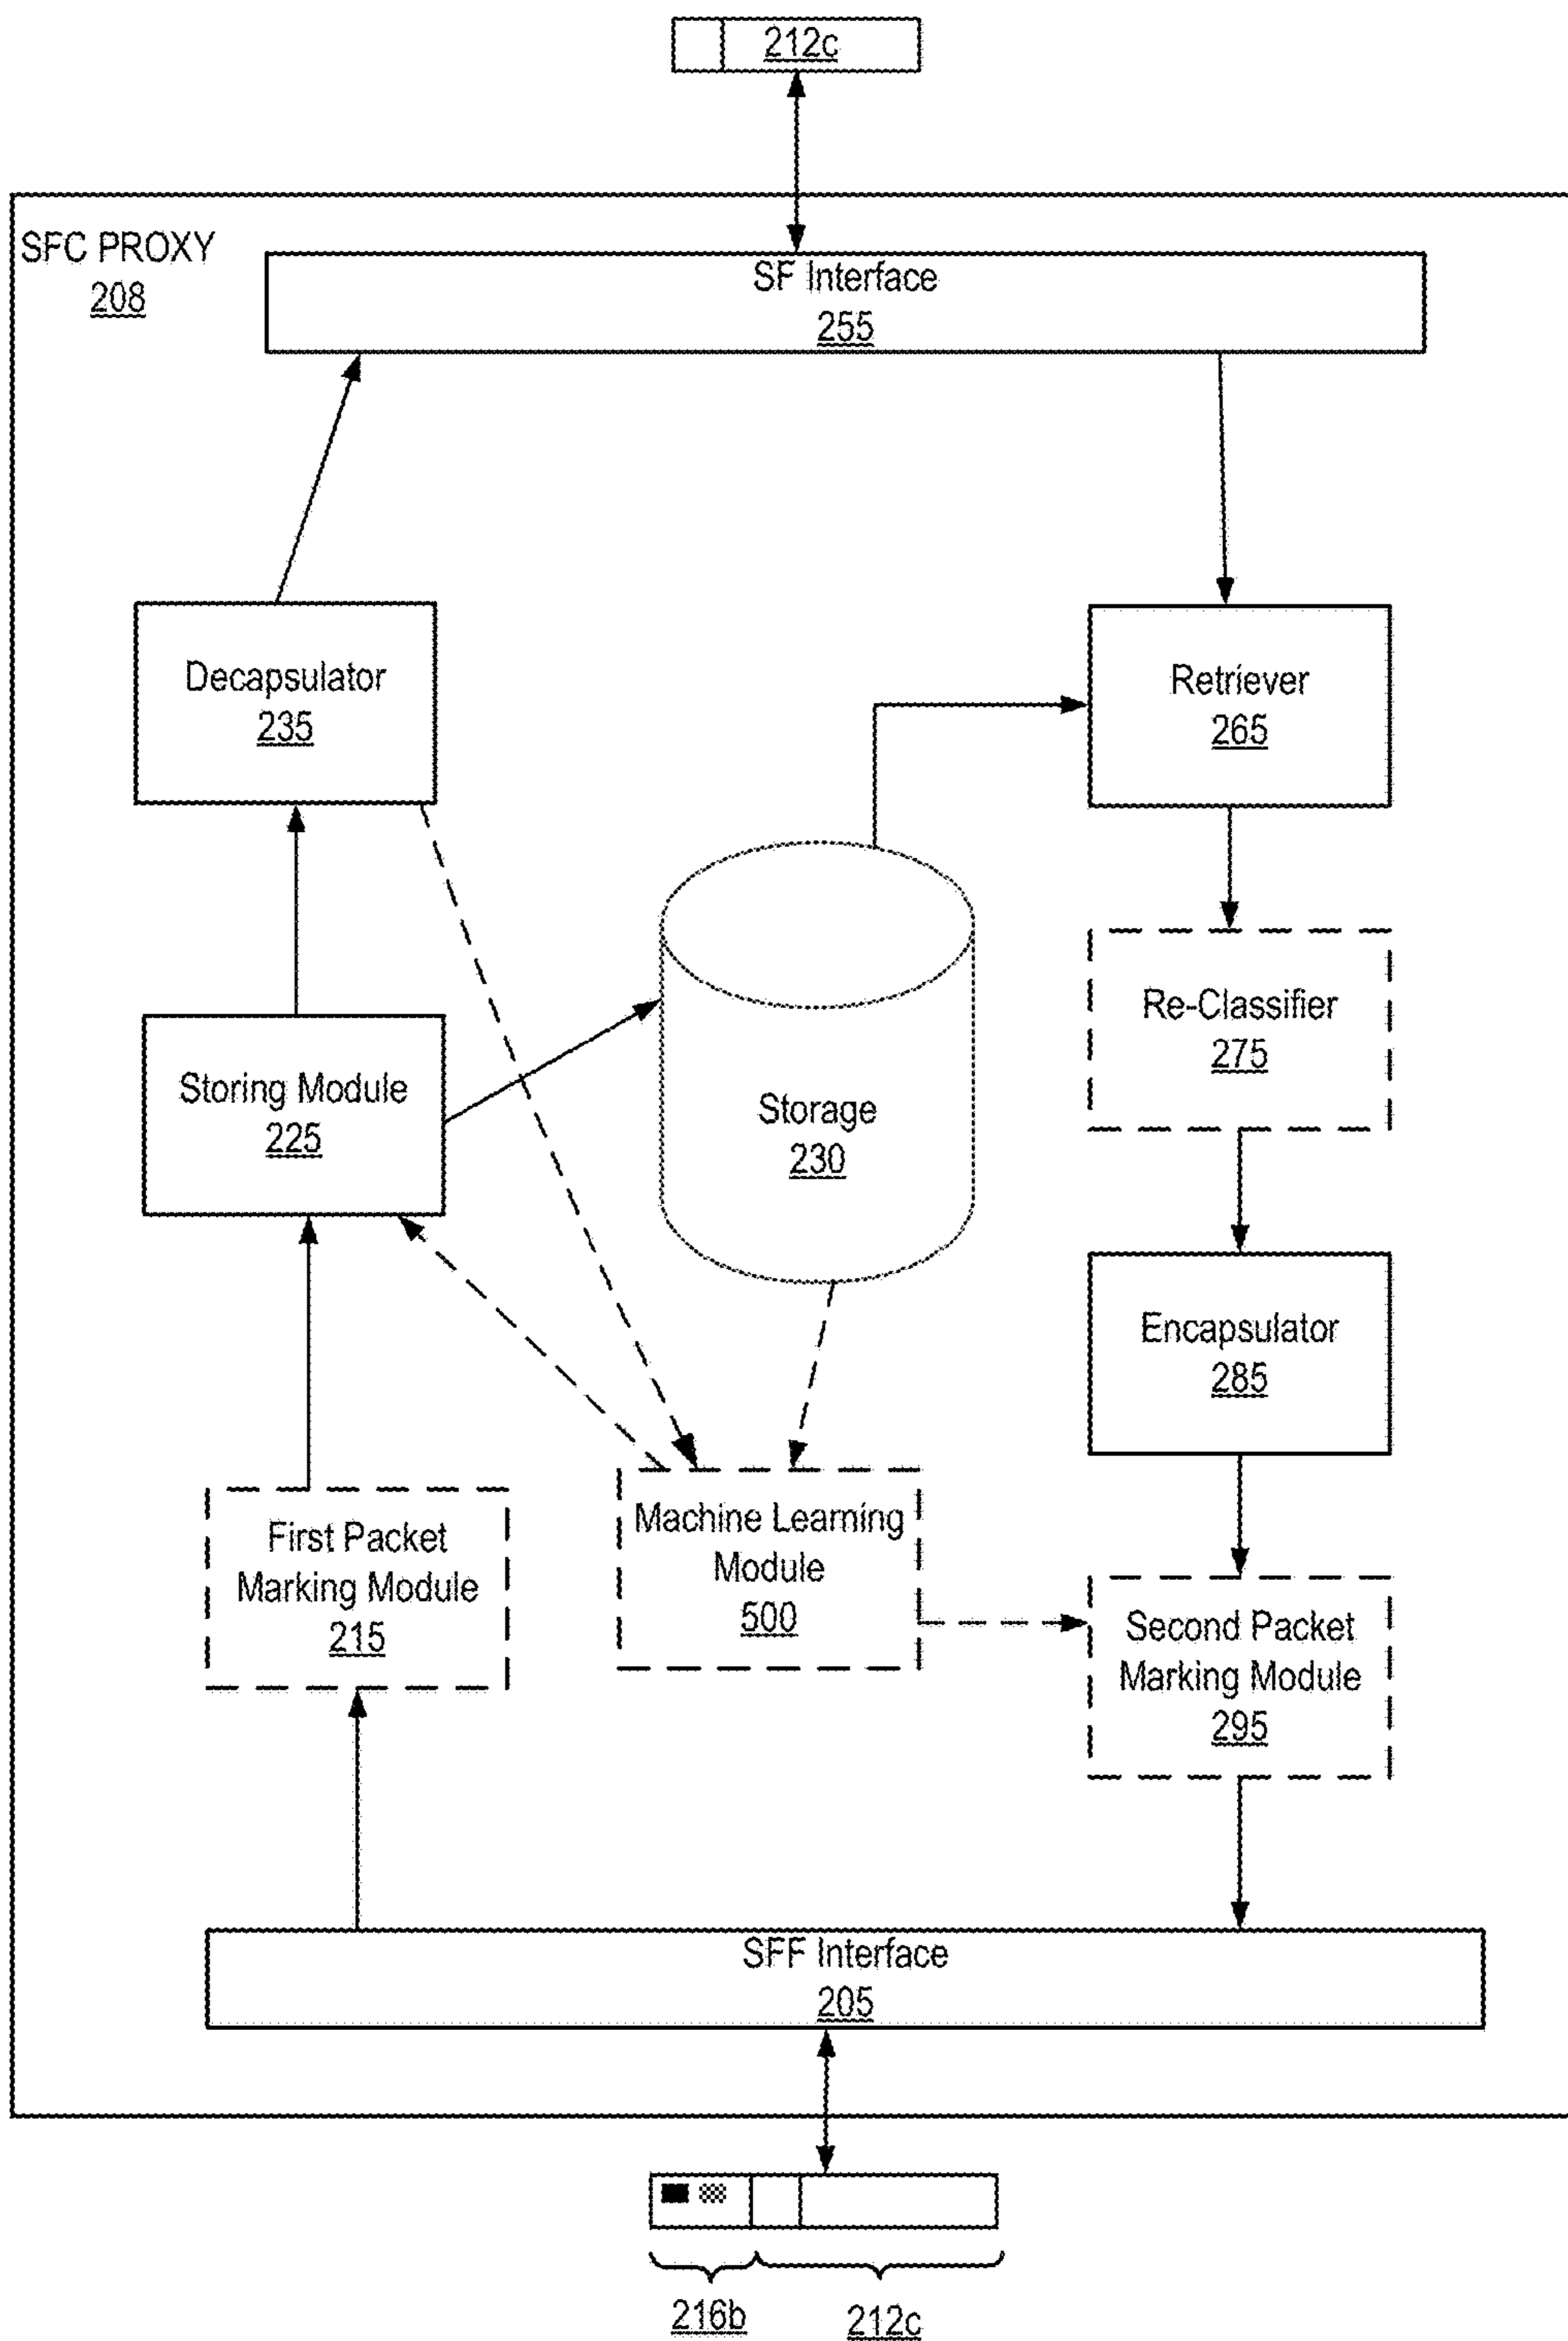 212c
SFC PROXY
208
SF Interface
255
Decapsulator
235
Retriever
265
Re-Classifier
275
Storing Module
225
Storage
230
Encapsulator
285
First Packet
Marking Module
215
Machine Learning
Module
500
Second Packet
Marking Module
295
SFF Interface
205
216b
212c